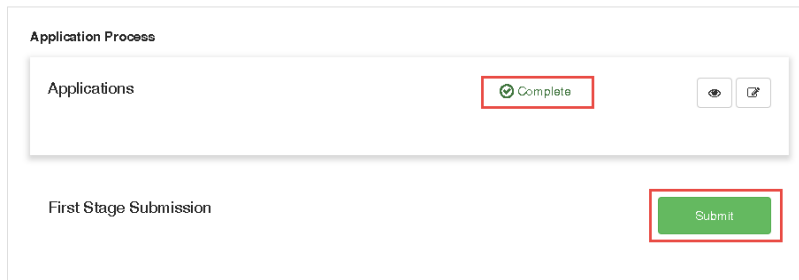 Application Process
Applications
Complete
First Stage Submission
Submit